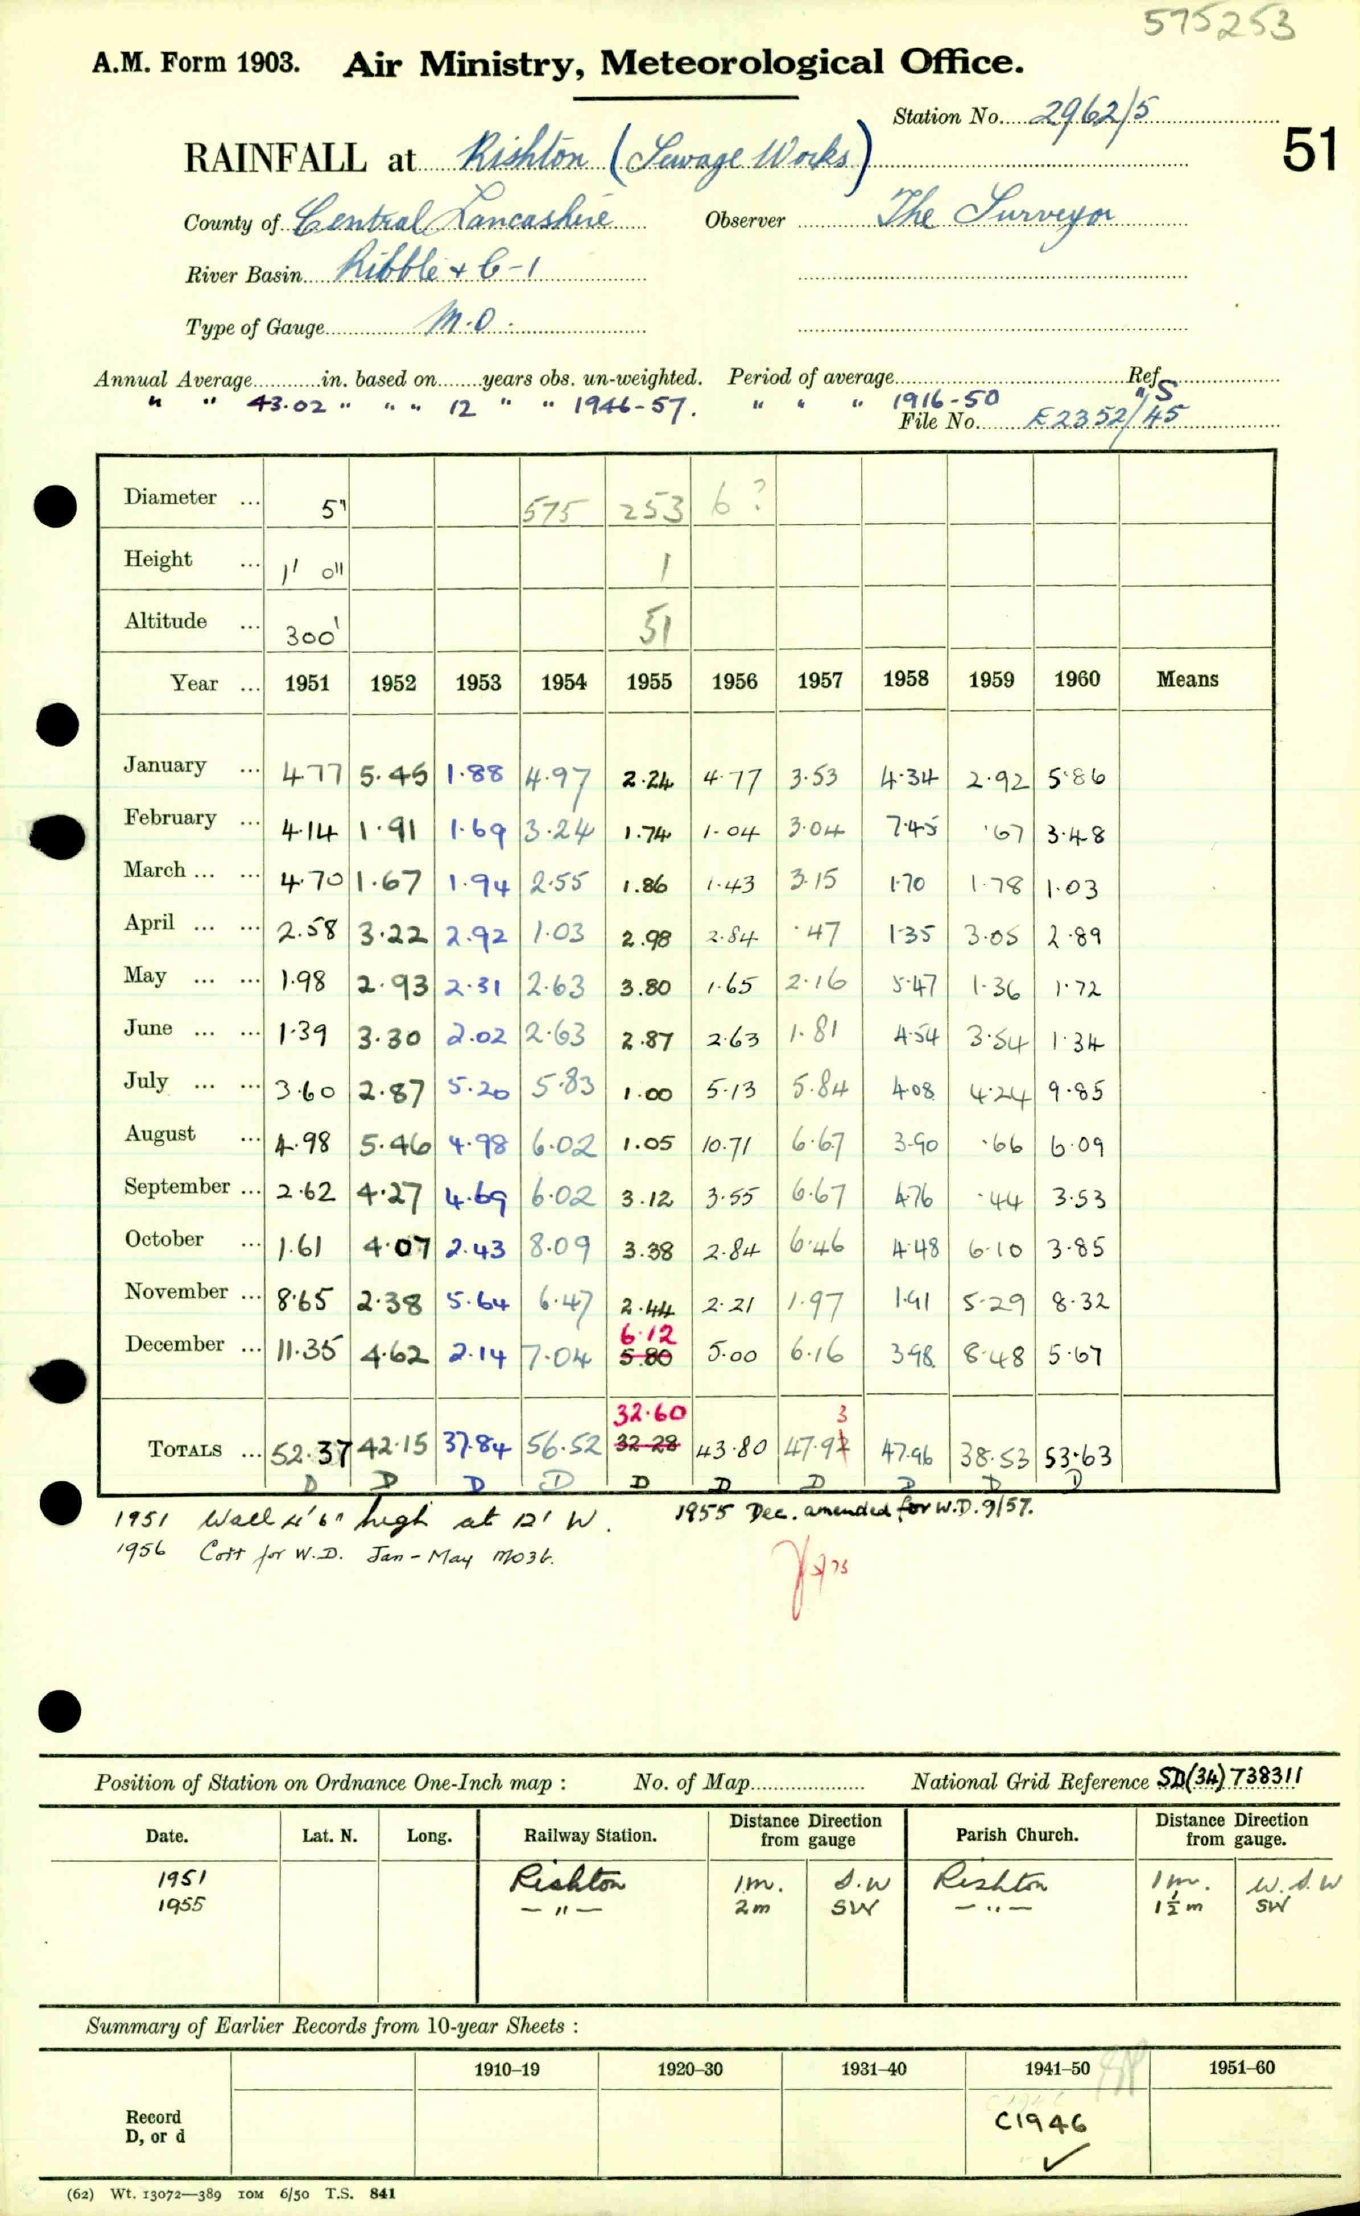 575253
A.M. Form 1903. Air Ministry, Meteorological Office.
Station No. 2962/5
51
RAINFALL at Rishton (Sewage Works)
County of Central Lancashire Observer The Surveyor
River Basin Ribble + C-1
Type of Gauge M.O.
Annual Average in. based on years obs. un-weighted. Period of average Ref.
" " 43.02 " " " 12 " " 1946-57. " " " 1916-50 "S
File No. E2352/45
Diameter ... 5" 575 253 6?
Height ... 1' 0" 1
Altitude ... 300' 51
Year ... 1951 1952 1953 1954 1955 1956 1957 1958 1959 1960 Means
January ... 4.77 5.45 1.88 4.97 2.24 4.77 3.53 4.34 2.92 5.86
February ... 4.14 1.91 1.69 3.24 1.74 1.04 3.04 7.45 .67 3.48
March ... ... 4.70 1.67 1.94 2.55 1.86 1.43 3.15 1.70 1.78 1.03
April ... ... 2.58 3.22 2.92 1.03 2.98 2.84 .47 1.35 3.05 2.89
May ... ... 1.98 2.93 2.31 2.63 3.80 1.65 2.16 5.47 1.36 1.72
June ... ... 1.39 3.30 2.02 2.63 2.87 2.63 1.81 4.54 3.54 1.34
July ... ... 3.60 2.87 5.20 5.83 1.00 5.13 5.84 4.08 4.24 9.85
August ... 4.98 5.46 4.98 6.02 1.05 10.71 6.67 3.90 .66 6.09
September ... 2.62 4.27 4.69 6.02 3.12 3.55 6.67 4.76 .44 3.53
October ... 1.61 4.07 2.43 8.09 3.38 2.84 6.46 4.48 6.10 3.85
November ... 8.65 2.38 5.64 6.47 2.44 2.21 1.97 1.91 5.29 8.32
6.12
December ... 11.35 4.62 2.14 7.04 5.80 5.00 6.16 3.98 8.48 5.67
32.60 3
TOTALS ... 52.37 42.15 37.84 56.52 32.28 43.80 47.92 47.96 38.53 53.63
D D D D D D D D D D
1951 Wall 4'6" high at 12' W. 1955 Dec. amended for W.D. 9/57.
1956 Corr for W.D. Jan - May MO3b.
Position of Station on Ordnance One-Inch map : No. of Map National Grid Reference SD(34)738311
Date. Lat. N. Long. Railway Station. Distance Direction from gauge Parish Church. Distance Direction from gauge.
1951 Rishton 1m. S.W Rishton 1m. W.S.W
1955 — " — 2m SW — " — 1½m SW
Summary of Earlier Records from 10-year Sheets :
1910–19 1920–30 1931–40 1941–50 1951–60
Record
D, or d
C1946
✓
(62) Wt. 13072—389 10M 6/50 T.S. 841